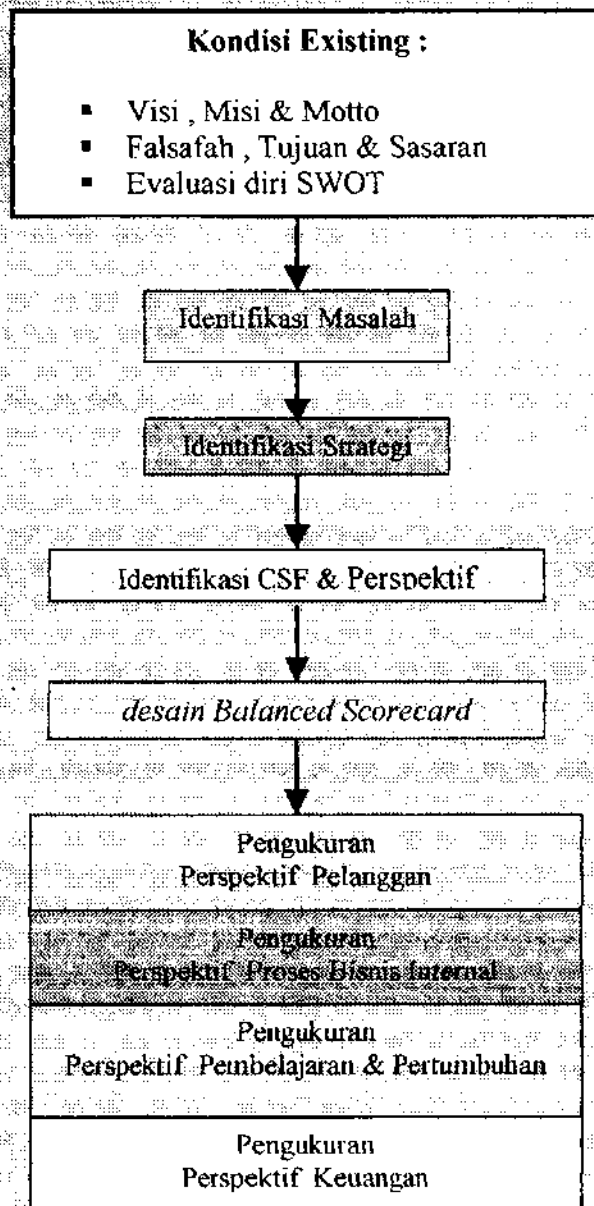 Kondisi Existing :
▪ Visi , Misi & Motto
▪ Falsafah , Tujuan & Sasaran
▪ Evaluasi diri SWOT
Identifikasi Masalah
Identifikasi Strategi
Identifikasi CSF & Perspektif
desain Balanced Scorecard
Pengukuran
Perspektif Pelanggan
Pengukuran
Perspektif Proses Bisnis Internal
Pengukuran
Perspektif Pembelajaran & Pertumbuhan
Pengukuran
Perspektif Keuangan